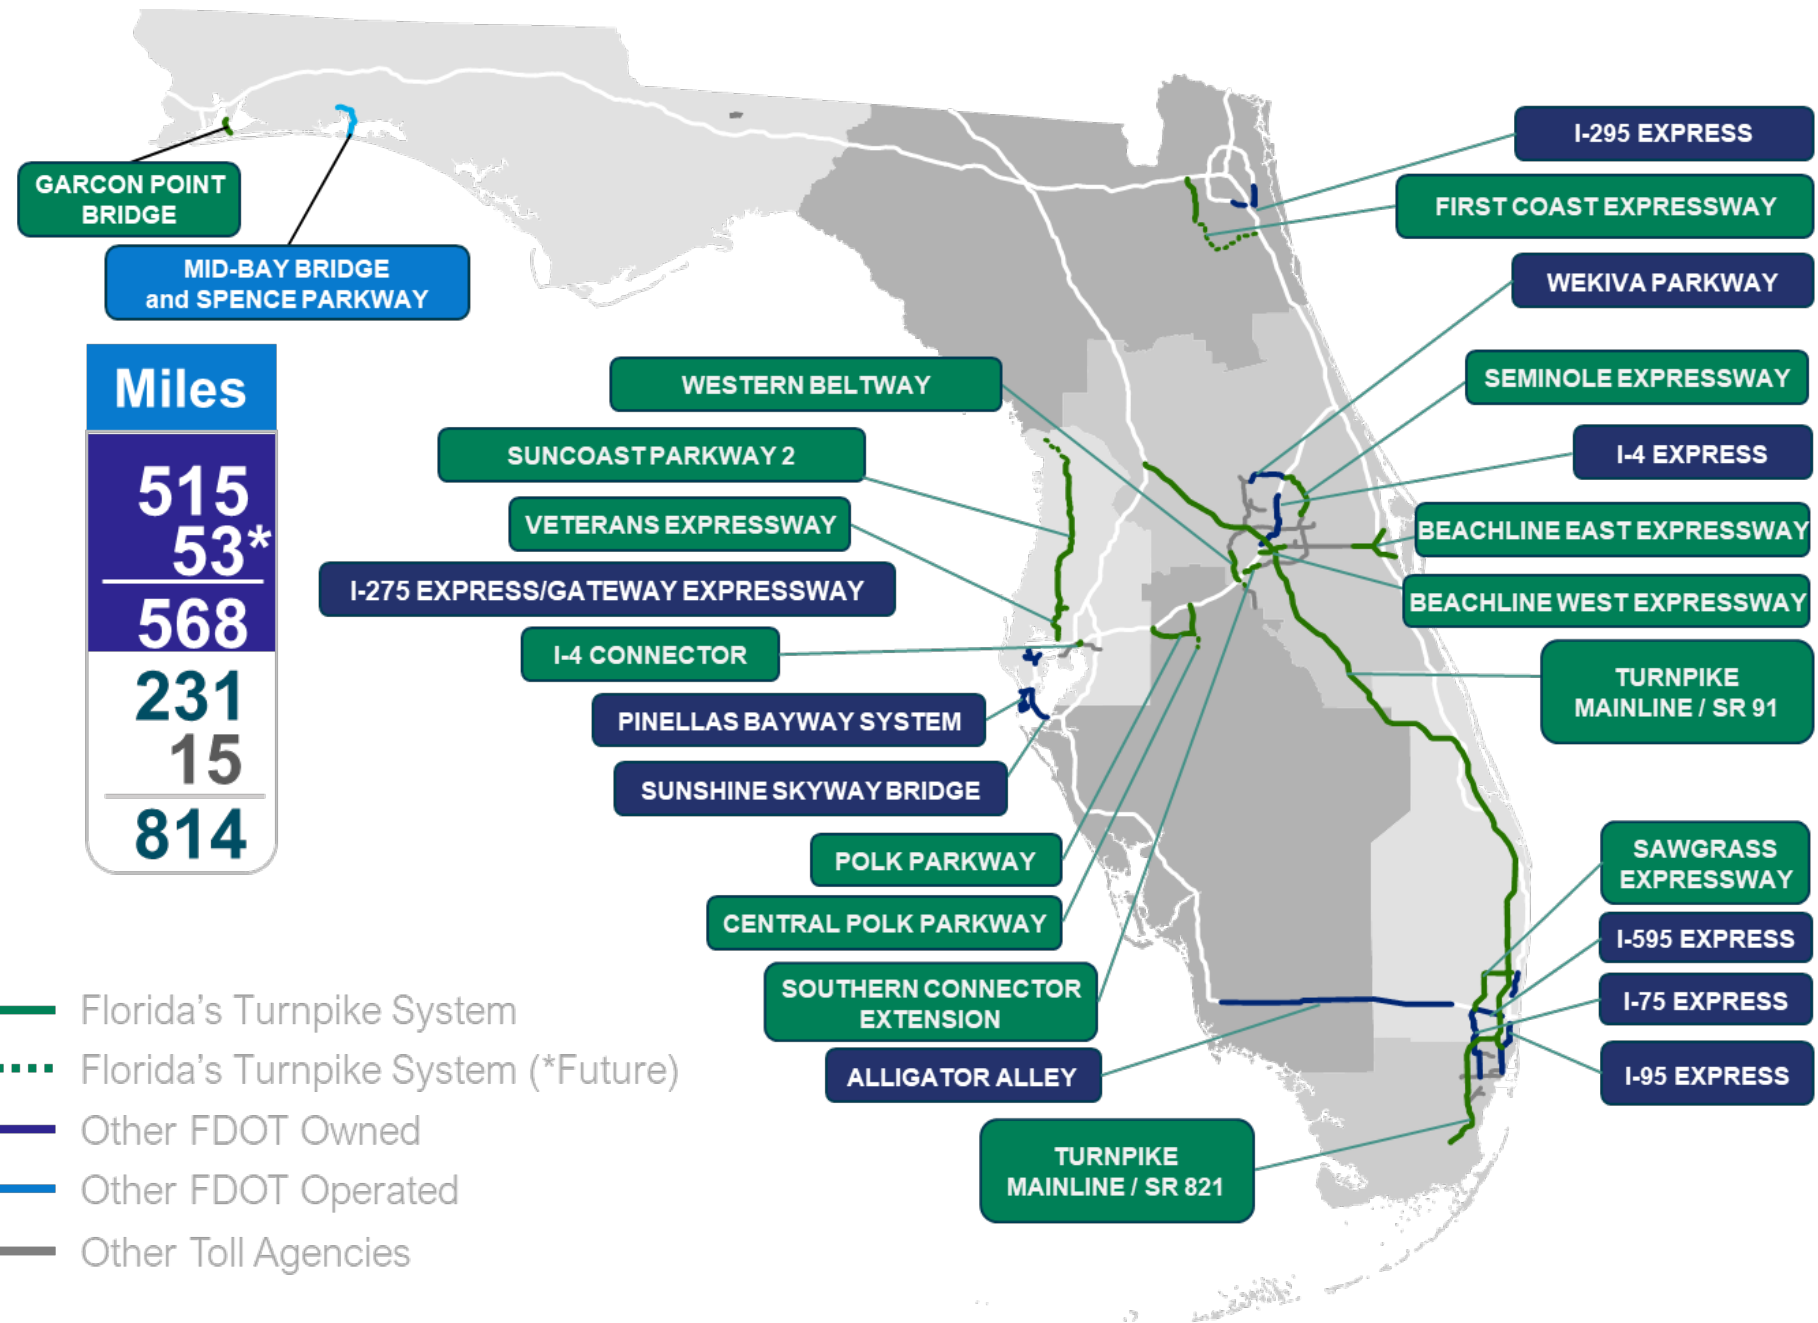 I-295 EXPRESS
GARCON POINT
BRIDGE
FIRST COAST EXPRESSWAY
MID-BAY BRIDGE
and SPENCE PARKWAY
WEKIVA PARKWAY
Miles
515
53*
568
231
15
814
WESTERN BELTWAY
SEMINOLE EXPRESSWAY
SUNCOAST PARKWAY 2
I-4 EXPRESS
VETERANS EXPRESSWAY
BEACHLINE EAST EXPRESSWAY
I-275 EXPRESS/GATEWAY EXPRESSWAY
BEACHLINE WEST EXPRESSWAY
I-4 CONNECTOR
TURNPIKE
MAINLINE / SR 91
PINELLAS BAYWAY SYSTEM
SUNSHINE SKYWAY BRIDGE
POLK PARKWAY
SAWGRASS
EXPRESSWAY
CENTRAL POLK PARKWAY
I-595 EXPRESS
SOUTHERN CONNECTOR
EXTENSION
I-75 EXPRESS
ALLIGATOR ALLEY
I-95 EXPRESS
TURNPIKE
MAINLINE / SR 821
Florida's Turnpike System
Florida's Turnpike System (*Future)
Other FDOT Owned
Other FDOT Operated
Other Toll Agencies